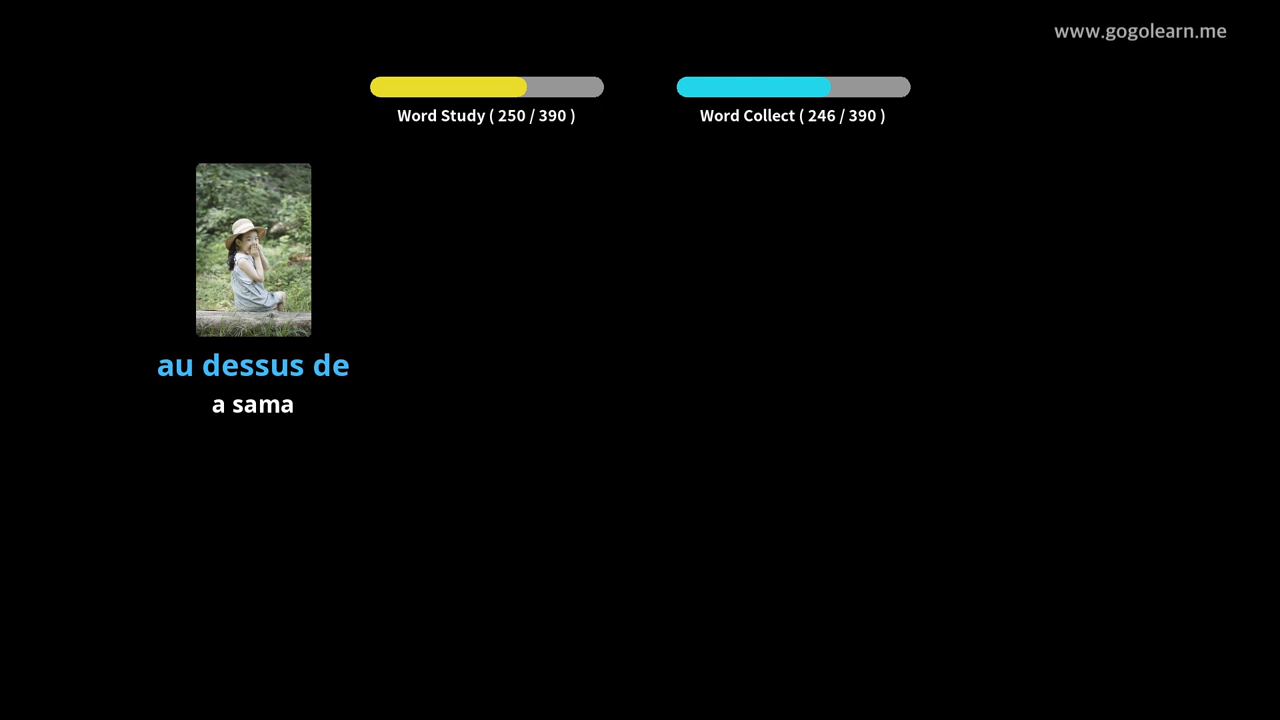 www.gogolearn.me
Word Study ( 250 / 390 )
Word Collect ( 246 / 390 )
au dessus de
a sama